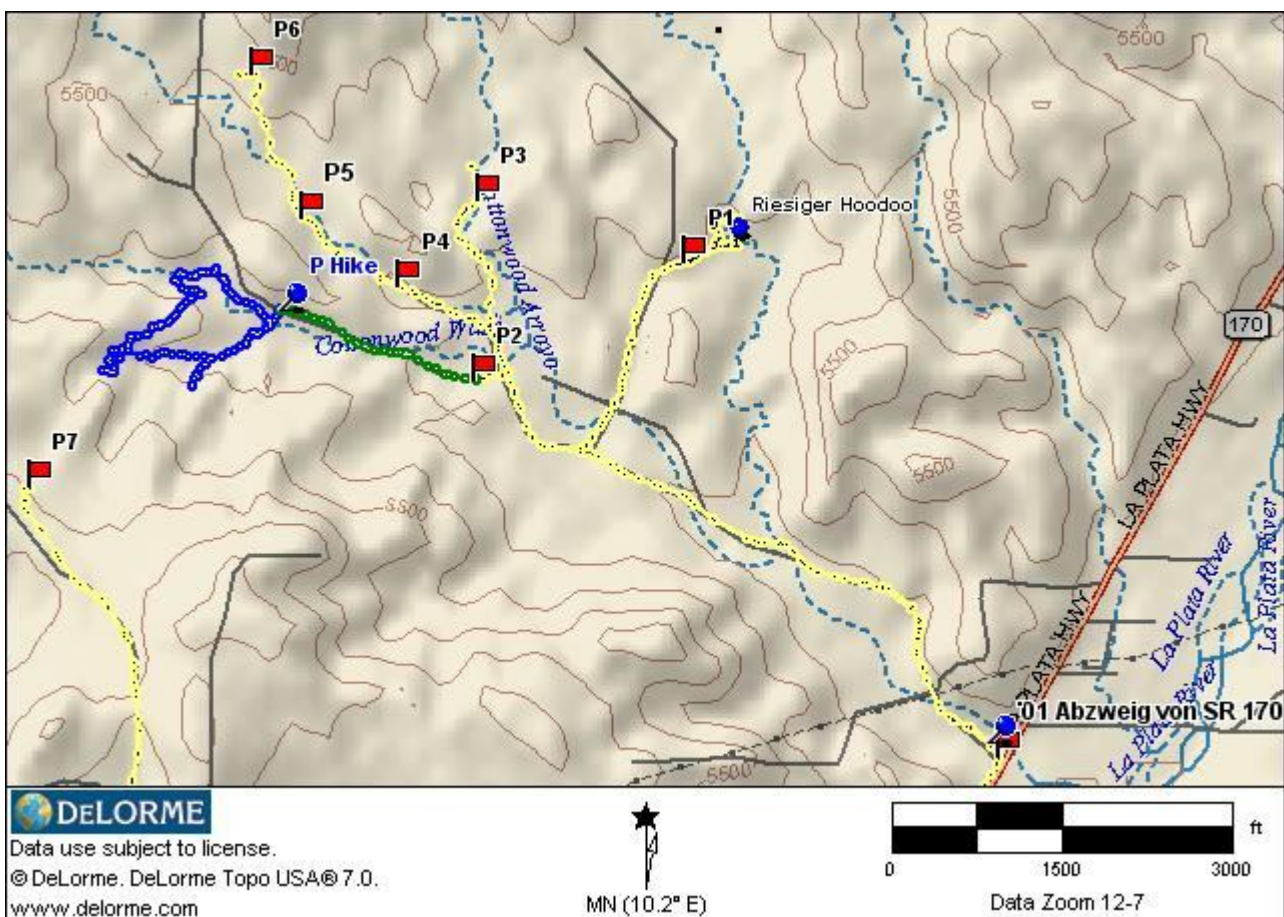 P6
5500
5500
5500
P3
P5
Riesiger Hoodoo
P1
5500
P4
P Hike
Arroyo
170
P2
5500
LA PLATA HWY
P7
5500
5500
La Plata River
La Plata River
PLATA HWY
'01 Abzweig von SR 170
La Plata River
5500
DELORME
Data use subject to license.
© DeLorme. DeLorme Topo USA® 7.0.
www.delorme.com
MN (10.2° E)
ft
0 1500 3000
Data Zoom 12-7